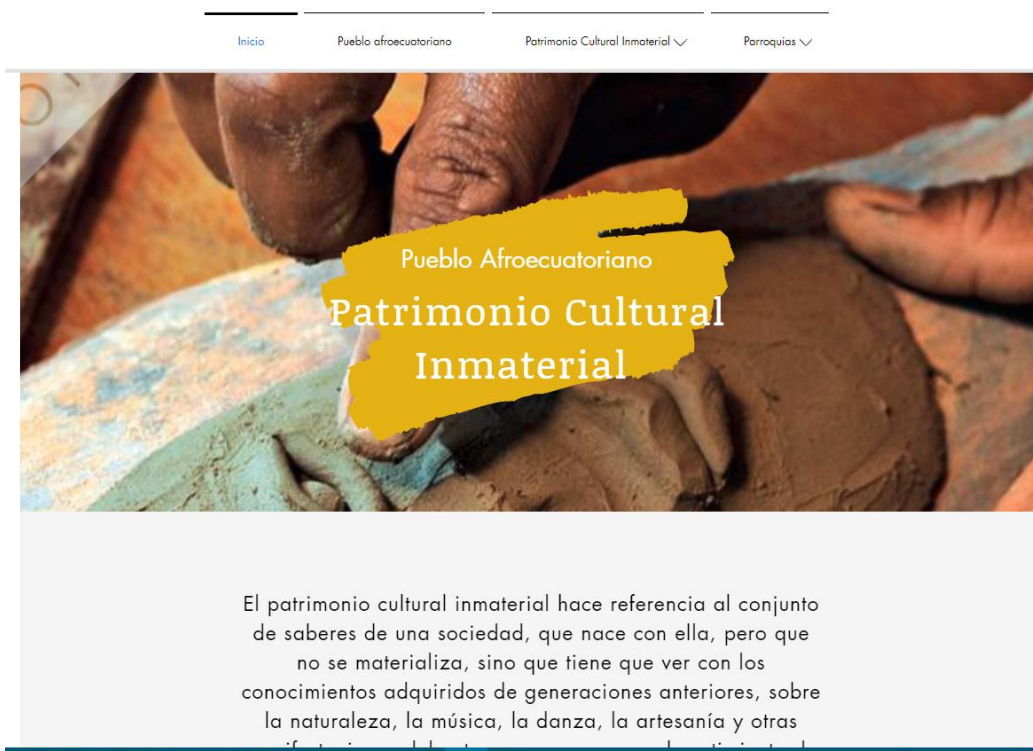 Inicio
Pueblo afroecuatoriano
Patrimonio Cultural Inmaterial
Parroquias
Pueblo Afroecuatoriano
Patrimonio Cultural
Inmaterial
El patrimonio cultural inmaterial hace referencia al conjunto
de saberes de una sociedad, que nace con ella, pero que
no se materializa, sino que tiene que ver con los
conocimientos adquiridos de generaciones anteriores, sobre
la naturaleza, la música, la danza, la artesanía y otras